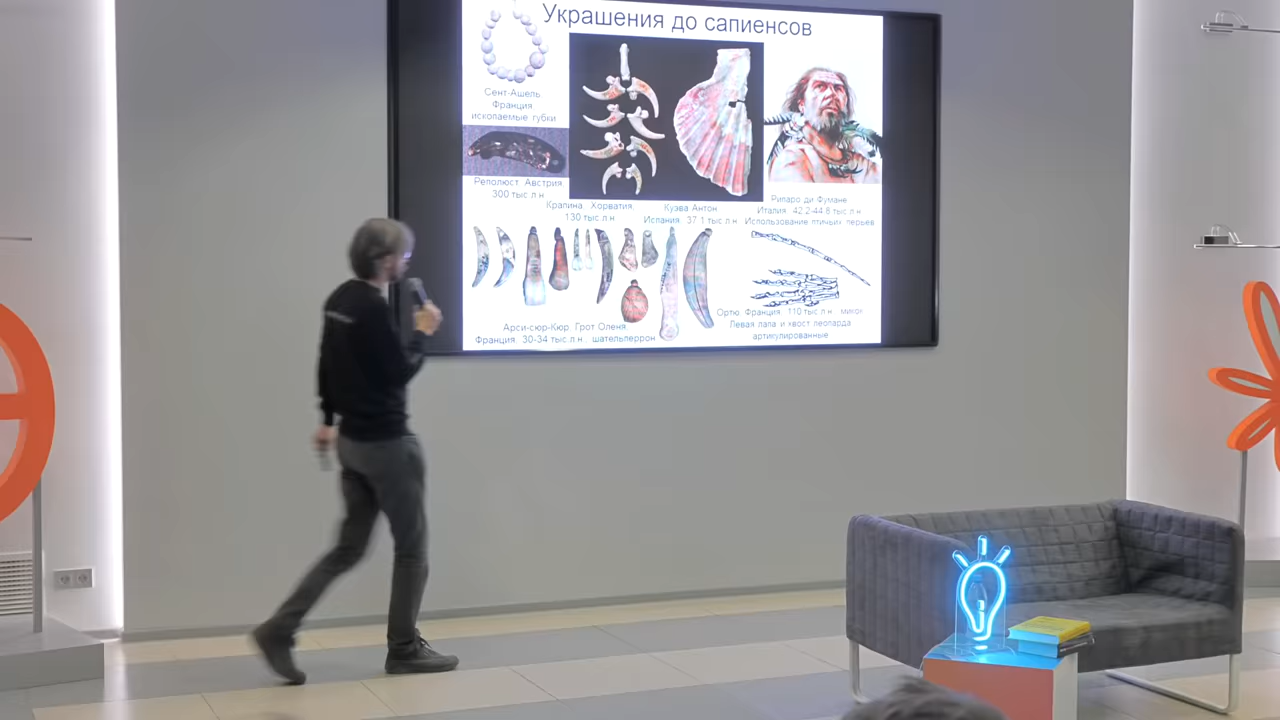 Украшения до сапиенсов
Сент-Ашель
Франция
ископаемые губки
Реполюст. Австрия.
300 тыс.л.н.
Крапина. Хорватия.
130 тыс.л.н.
Куэва Антон
Испания. 37.1 тыс.л.н.
Рипаро ди Фумане
Италия. 42.2-44.8 тыс.л.н.
Использование птичьих перьев
Арси-сюр-Кюр. Грот Оленя.
Франция. 30-34 тыс.л.н. шательперрон
Ортю. Франция. 110 тыс.л.н. микок
Левая лапа и хвост леопарда
артикулированные